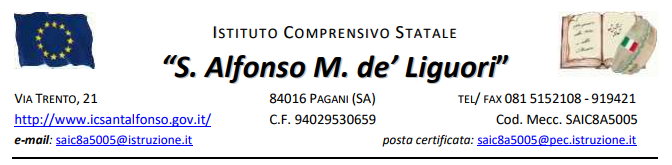 ISTITUTO COMPRENSIVO STATALE
“S. Alfonso M. de’ Liguori”
VIA TRENTO, 21 84016 PAGANI (SA) TEL/ FAX 081 5152108 - 919421
http://www.icsantalfonso.gov.it/ C.F. 94029530659 Cod. Mecc. SAIC8A5005
e-mail: saic8a5005@istruzione.it posta certificata: saic8a5005@pec.istruzione.it